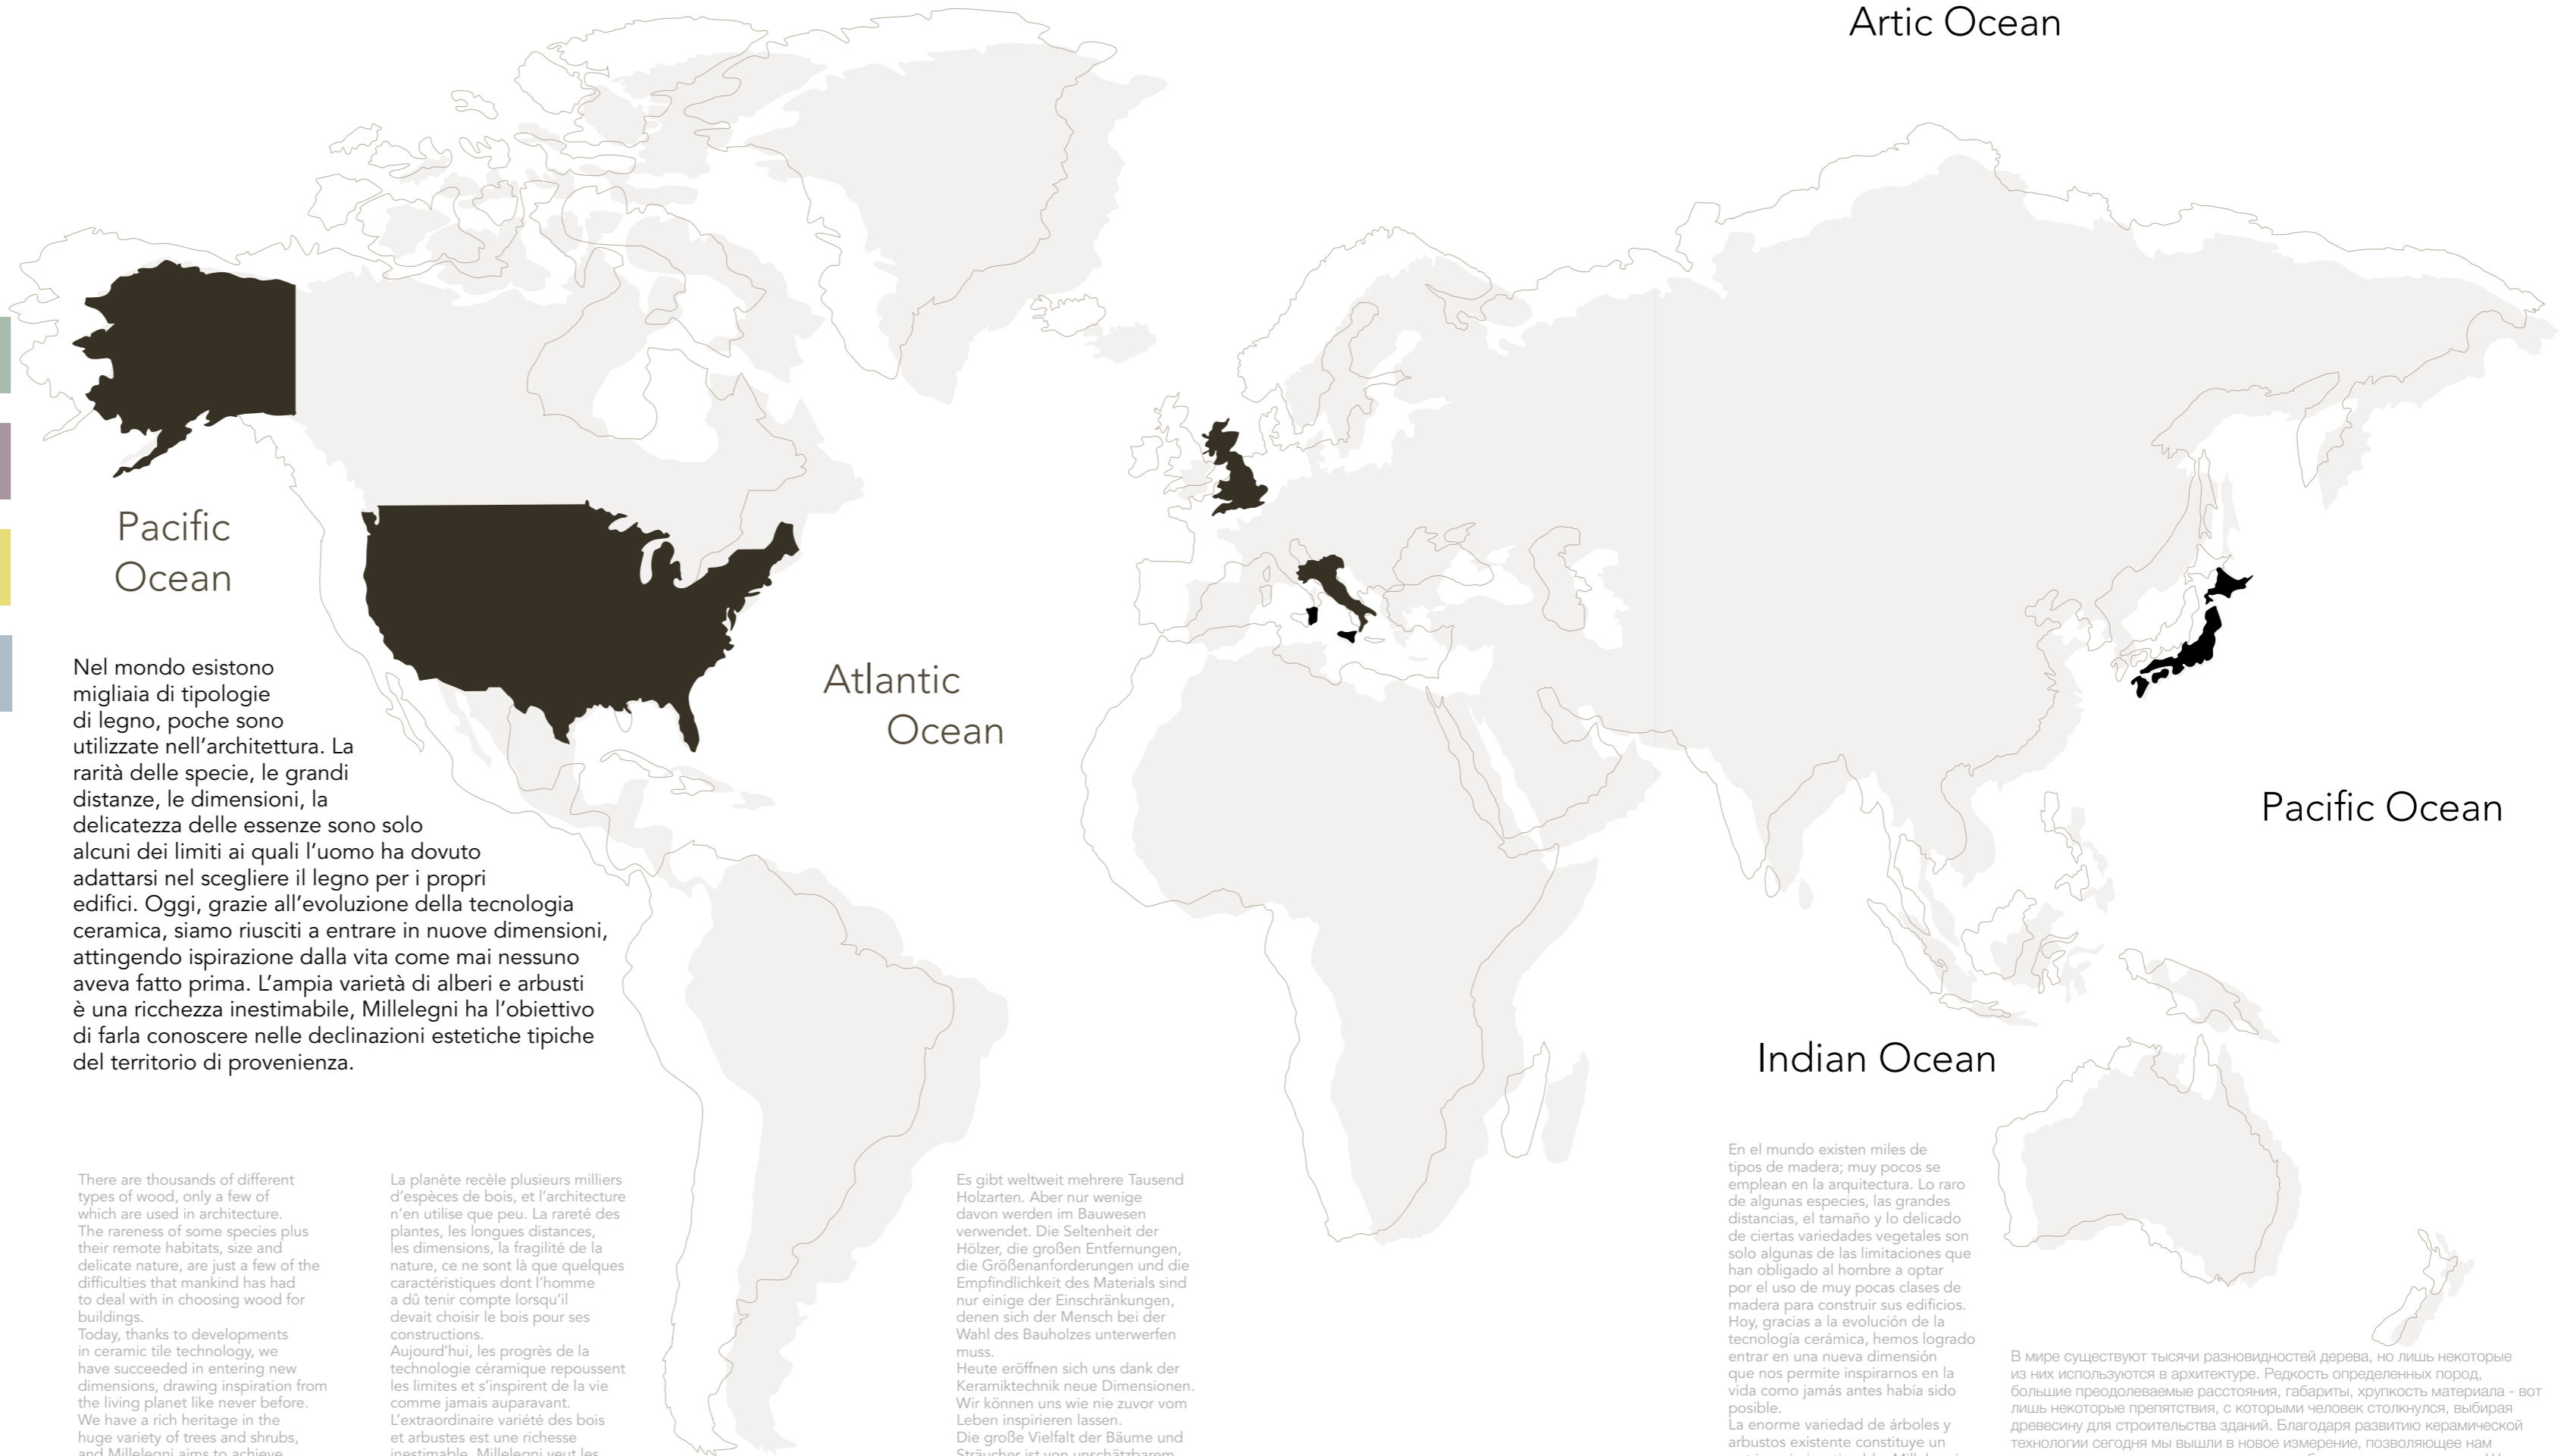 Artic Ocean
Pacific
Ocean
Atlantic
Ocean
Pacific Ocean
Indian Ocean
Nel mondo esistono
migliaia di tipologie
di legno, poche sono
utilizzate nell'architettura. La
rarità delle specie, le grandi
distanze, le dimensioni, la
delicatezza delle essenze sono solo
alcuni dei limiti ai quali l'uomo ha dovuto
adattarsi nel scegliere il legno per i propri
edifici. Oggi, grazie all'evoluzione della tecnologia
ceramica, siamo riusciti a entrare in nuove dimensioni,
attingendo ispirazione dalla vita come mai nessuno
aveva fatto prima. L'ampia varietà di alberi e arbusti
è una ricchezza inestimabile, Millelegni ha l'obiettivo
di farla conoscere nelle declinazioni estetiche tipiche
del territorio di provenienza.
There are thousands of different
types of wood, only a few of
which are used in architecture.
The rareness of some species plus
their remote habitats, size and
delicate nature, are just a few of the
difficulties that mankind has had
to deal with in choosing wood for
buildings.
Today, thanks to developments
in ceramic tile technology, we
have succeeded in entering new
dimensions, drawing inspiration from
the living planet like never before.
We have a rich heritage in the
huge variety of trees and shrubs,
and Millelegni aims to achieve
La planète recèle plusieurs milliers
d'espèces de bois, et l'architecture
n'en utilise que peu. La rareté des
plantes, les longues distances,
les dimensions, la fragilité de la
nature, ce ne sont là que quelques
caractéristiques dont l'homme
a dû tenir compte lorsqu'il
devait choisir le bois pour ses
constructions.
Aujourd'hui, les progrès de la
technologie céramique repoussent
les limites et s'inspirent de la vie
comme jamais auparavant.
L'extraordinaire variété des bois
et arbustes est une richesse
inestimable. Millelegni veut les
Es gibt weltweit mehrere Tausend
Holzarten. Aber nur wenige
davon werden im Bauwesen
verwendet. Die Seltenheit der
Hölzer, die großen Entfernungen,
die Größenanforderungen und die
Empfindlichkeit des Materials sind
nur einige der Einschränkungen,
denen sich der Mensch bei der
Wahl des Bauholzes unterwerfen
muss.
Heute eröffnen sich uns dank der
Keramiktechnik neue Dimensionen.
Wir können uns wie nie zuvor vom
Leben inspirieren lassen.
Die große Vielfalt der Bäume und
Sträucher ist von unschätzbarem
En el mundo existen miles de
tipos de madera; muy pocos se
emplean en la arquitectura. Lo raro
de algunas especies, las grandes
distancias, el tamaño y lo delicado
de ciertas variedades vegetales son
solo algunas de las limitaciones que
han obligado al hombre a optar
por el uso de muy pocas clases de
madera para construir sus edificios.
Hoy, gracias a la evolución de la
tecnología cerámica, hemos logrado
entrar en una nueva dimensión
que nos permite inspirarnos en la
vida como jamás antes había sido
posible.
La enorme variedad de árboles y
arbustos existente constituye un
В мире существуют тысячи разновидностей дерева, но лишь некоторые
из них используются в архитектуре. Редкость определенных пород,
большие преодолеваемые расстояния, габариты, хрупкость материала - вот
лишь некоторые препятствия, с которыми человек столкнулся, выбирая
древесину для строительства зданий. Благодаря развитию керамической
технологии сегодня мы вышли в новое измерение, позволяющее нам